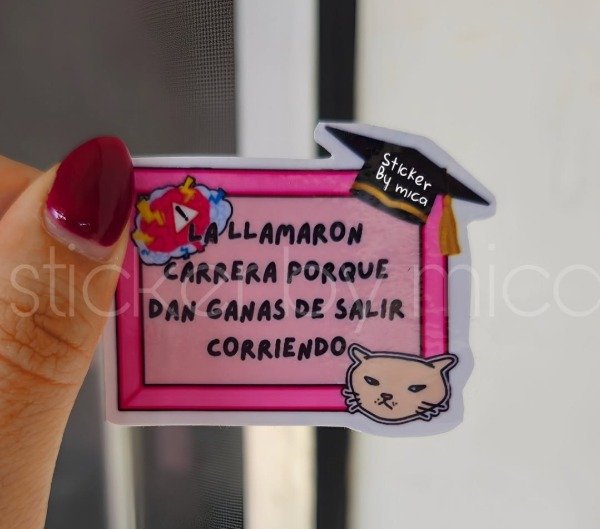 Sticker
By mica
LA LLAMARON
CARRERA PORQUE
DAN GANAS DE SALIR
CORRIENDO
sticker by mica